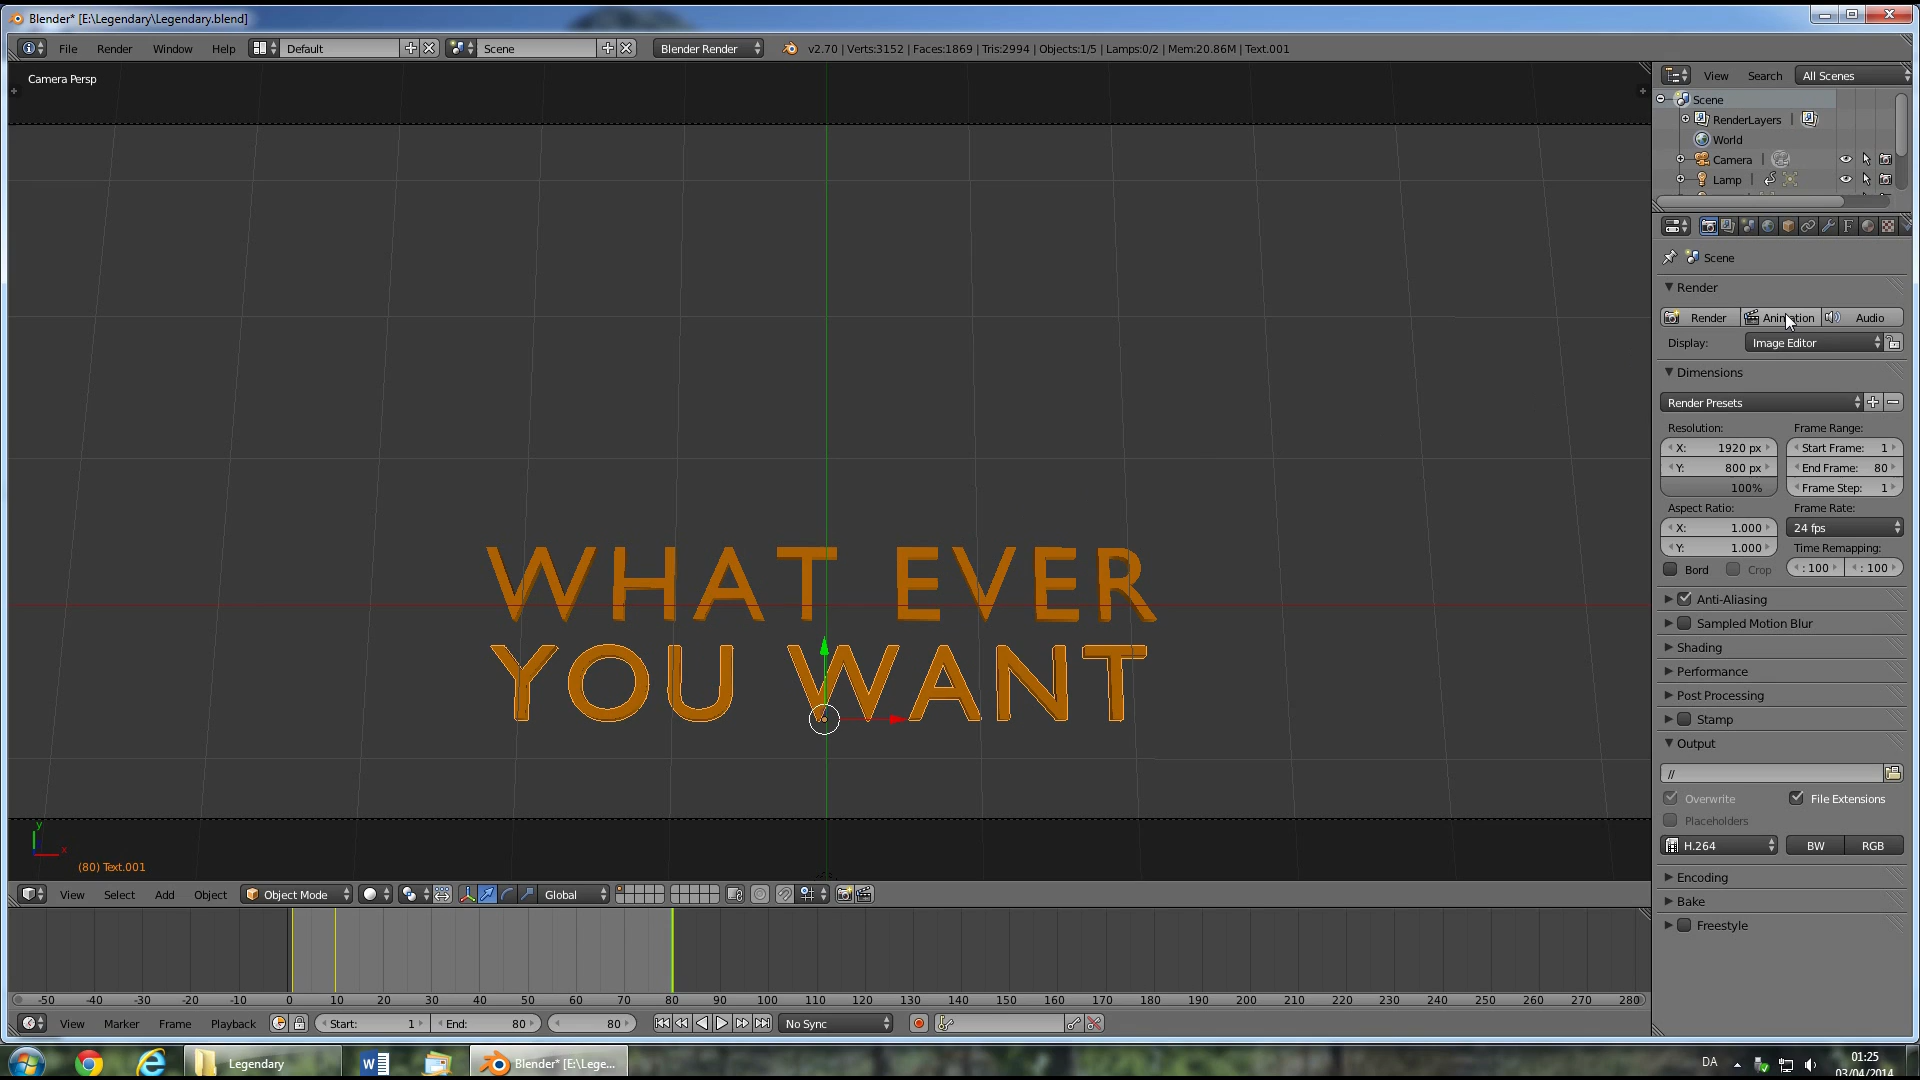 Blender* [E:\Legendary\Legendary.blend]
File Render Window Help Default Scene Blender Render v2.70 | Verts:3152 | Faces:1869 | Tris:2994 | Objects:1/5 | Lamps:0/2 | Mem:20.86M | Text.001
Camera Persp
View Search All Scenes
Scene
RenderLayers
World
Camera
Lamp
Scene
Render
Render Animation Audio
Display: Image Editor
Dimensions
Render Presets
Resolution: Frame Range:
X: 1920 px Start Frame: 1
Y: 800 px End Frame: 80
100% Frame Step: 1
Aspect Ratio: Frame Rate:
X: 1.000 24 fps
Y: 1.000 Time Remapping:
Bord Crop : 100 : 100
Anti-Aliasing
Sampled Motion Blur
Shading
Performance
Post Processing
Stamp
Output
//
Overwrite File Extensions
Placeholders
H.264 BW RGB
Encoding
Bake
Freestyle
WHAT EVER
YOU WANT
y
x
(80) Text.001
View Select Add Object Object Mode Global
-50 -40 -30 -20 -10 0 10 20 30 40 50 60 70 80 90 100 110 120 130 140 150 160 170 180 190 200 210 220 230 240 250 260 270 280
View Marker Frame Playback Start: 1 End: 80 80 No Sync
Legendary Blender* [E:\Lege... DA 01:25
03/04/2014